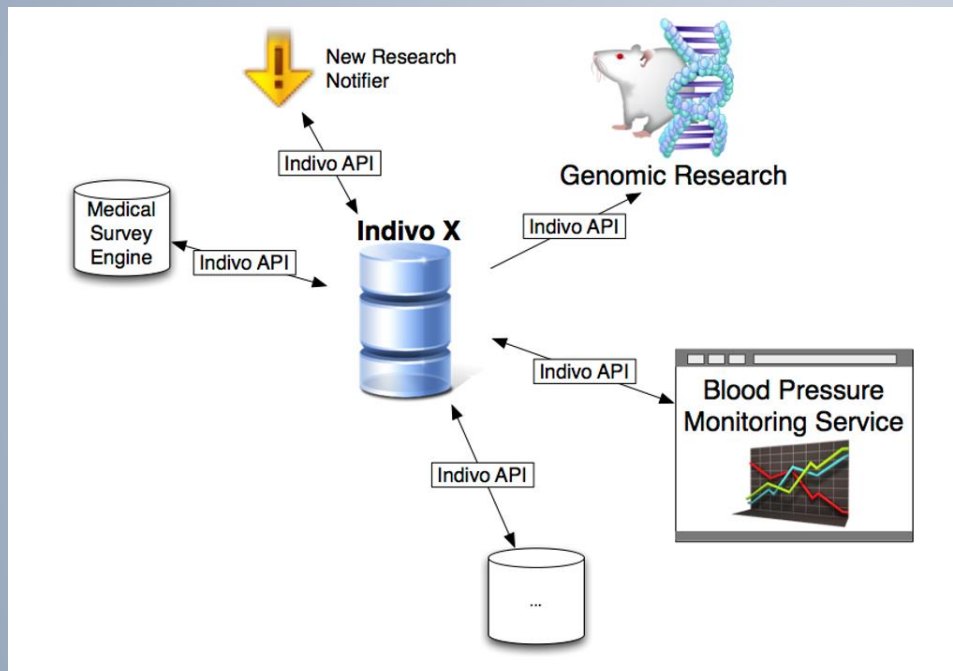 New Research
Notifier
Indivo API
Genomic Research
Medical
Survey
Engine
Indivo API
Indivo X
Indivo API
Indivo API
Blood Pressure
Monitoring Service
Indivo API
...